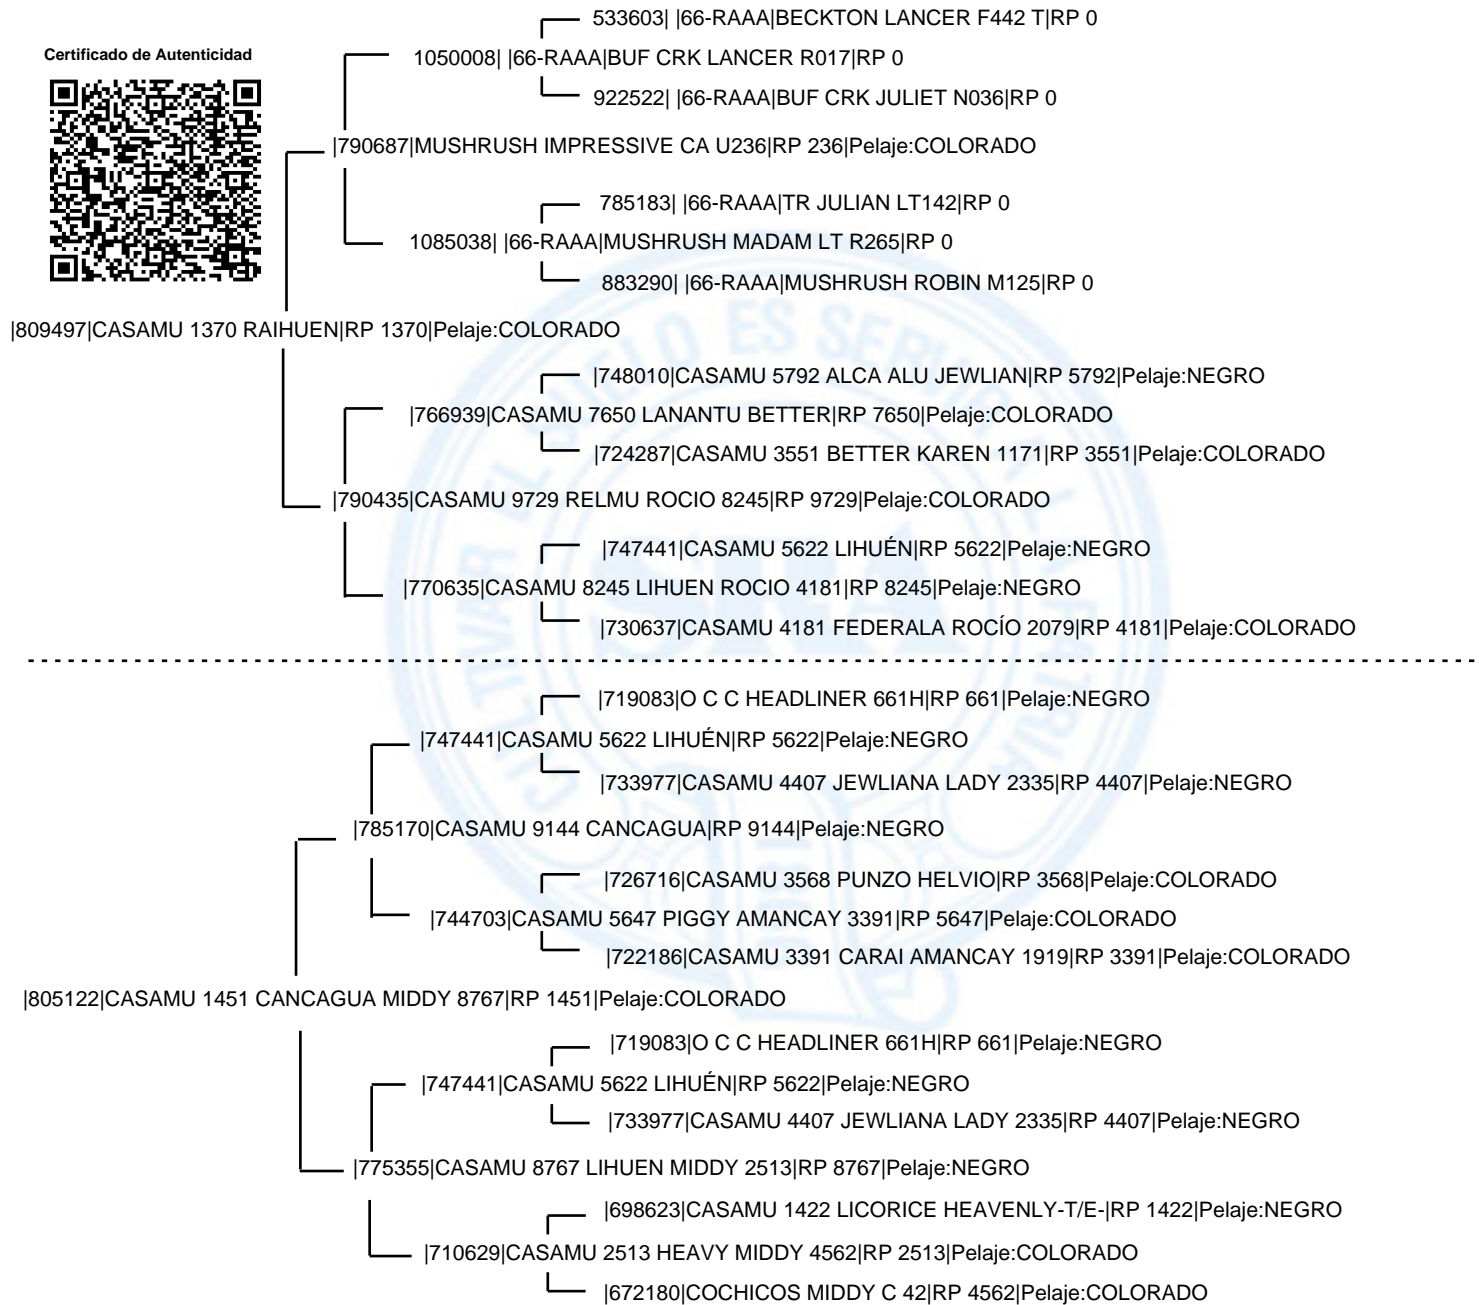 533603| |66-RAAA|BECKTON LANCER F442 T|RP 0
Certificado de Autenticidad
1050008| |66-RAAA|BUF CRK LANCER R017|RP 0
922522| |66-RAAA|BUF CRK JULIET N036|RP 0
|790687|MUSHRUSH IMPRESSIVE CA U236|RP 236|Pelaje:COLORADO
785183| |66-RAAA|TR JULIAN LT142|RP 0
1085038| |66-RAAA|MUSHRUSH MADAM LT R265|RP 0
883290| |66-RAAA|MUSHRUSH ROBIN M125|RP 0
|809497|CASAMU 1370 RAIHUEN|RP 1370|Pelaje:COLORADO
|748010|CASAMU 5792 ALCA ALU JEWLIAN|RP 5792|Pelaje:NEGRO
|766939|CASAMU 7650 LANANTU BETTER|RP 7650|Pelaje:COLORADO
|724287|CASAMU 3551 BETTER KAREN 1171|RP 3551|Pelaje:COLORADO
|790435|CASAMU 9729 RELMU ROCIO 8245|RP 9729|Pelaje:COLORADO
|747441|CASAMU 5622 LIHUÉN|RP 5622|Pelaje:NEGRO
|770635|CASAMU 8245 LIHUEN ROCIO 4181|RP 8245|Pelaje:NEGRO
|730637|CASAMU 4181 FEDERALA ROCÍO 2079|RP 4181|Pelaje:COLORADO
|719083|O C C HEADLINER 661H|RP 661|Pelaje:NEGRO
|747441|CASAMU 5622 LIHUÉN|RP 5622|Pelaje:NEGRO
|733977|CASAMU 4407 JEWLIANA LADY 2335|RP 4407|Pelaje:NEGRO
|785170|CASAMU 9144 CANCAGUA|RP 9144|Pelaje:NEGRO
|726716|CASAMU 3568 PUNZO HELVIO|RP 3568|Pelaje:COLORADO
|744703|CASAMU 5647 PIGGY AMANCAY 3391|RP 5647|Pelaje:COLORADO
|722186|CASAMU 3391 CARAI AMANCAY 1919|RP 3391|Pelaje:COLORADO
|805122|CASAMU 1451 CANCAGUA MIDDY 8767|RP 1451|Pelaje:COLORADO
|719083|O C C HEADLINER 661H|RP 661|Pelaje:NEGRO
|747441|CASAMU 5622 LIHUÉN|RP 5622|Pelaje:NEGRO
|733977|CASAMU 4407 JEWLIANA LADY 2335|RP 4407|Pelaje:NEGRO
|775355|CASAMU 8767 LIHUEN MIDDY 2513|RP 8767|Pelaje:NEGRO
|698623|CASAMU 1422 LICORICE HEAVENLY-T/E-|RP 1422|Pelaje:NEGRO
|710629|CASAMU 2513 HEAVY MIDDY 4562|RP 2513|Pelaje:COLORADO
|672180|COCHICOS MIDDY C 42|RP 4562|Pelaje:COLORADO
CULTIVAR EL SUELO ES SERVIR A LA PATRIA
SRA
1866